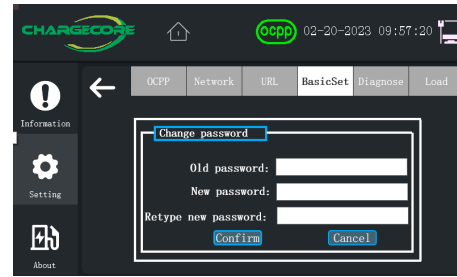 CHARGECORE
ocpp 02-20-2023 09:57:20
OCPP Network URL BasicSet Diagnose Load
Information
Change password
Old password:
Setting
New password:
Retype new password:
Confirm Cancel
About